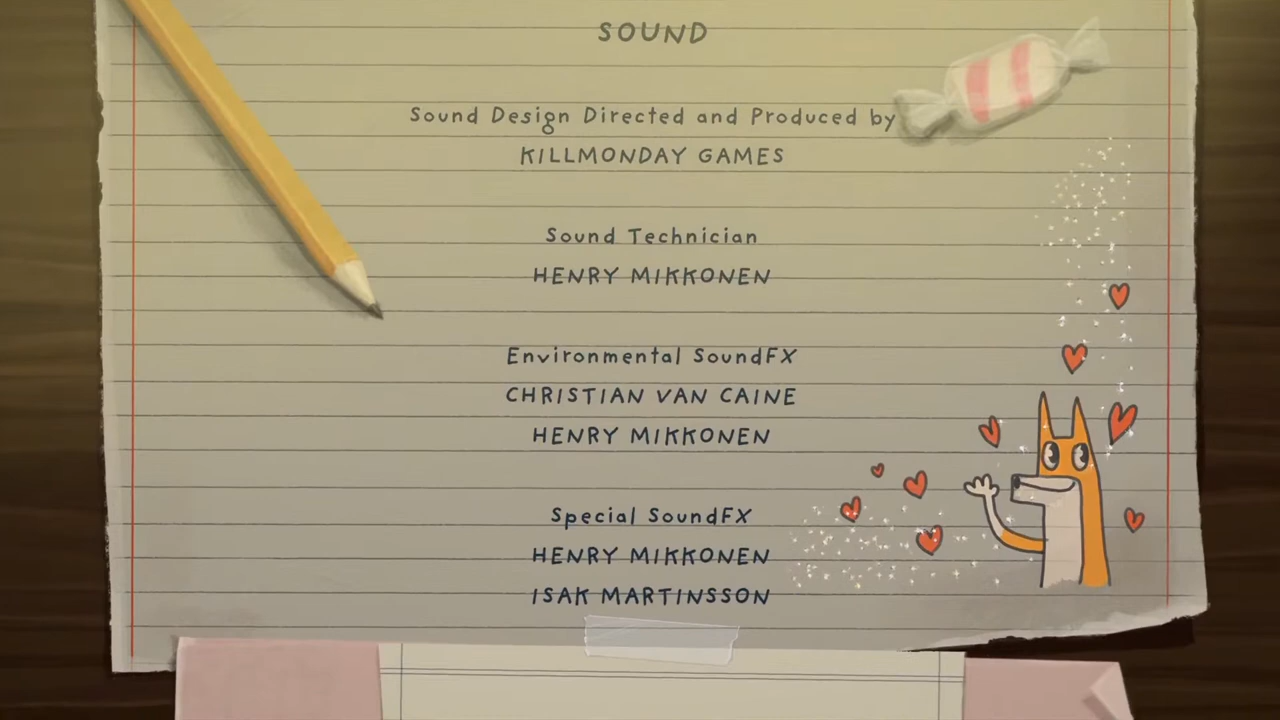 SOUND
Sound Design Directed and Produced by
KILLMONDAY GAMES
Sound Technician
HENRY MIKKONEN
Environmental SoundFX
CHRISTIAN VAN CAINE
HENRY MIKKONEN
Special SoundFX
HENRY MIKKONEN
ISAK MARTINSSON